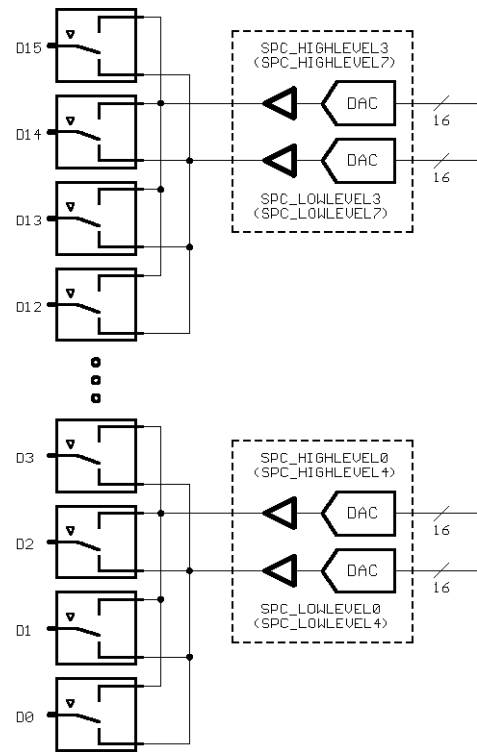 D15
SPC_HIGHLEVEL3
(SPC_HIGHLEVEL7)
DAC
16
D14
DAC
16
SPC_LOWLEVEL3
(SPC_LOWLEVEL7)
D13
D12
D3
SPC_HIGHLEVEL0
(SPC_HIGHLEVEL4)
DAC
16
D2
DAC
16
SPC_LOWLEVEL0
(SPC_LOWLEVEL4)
D1
D0